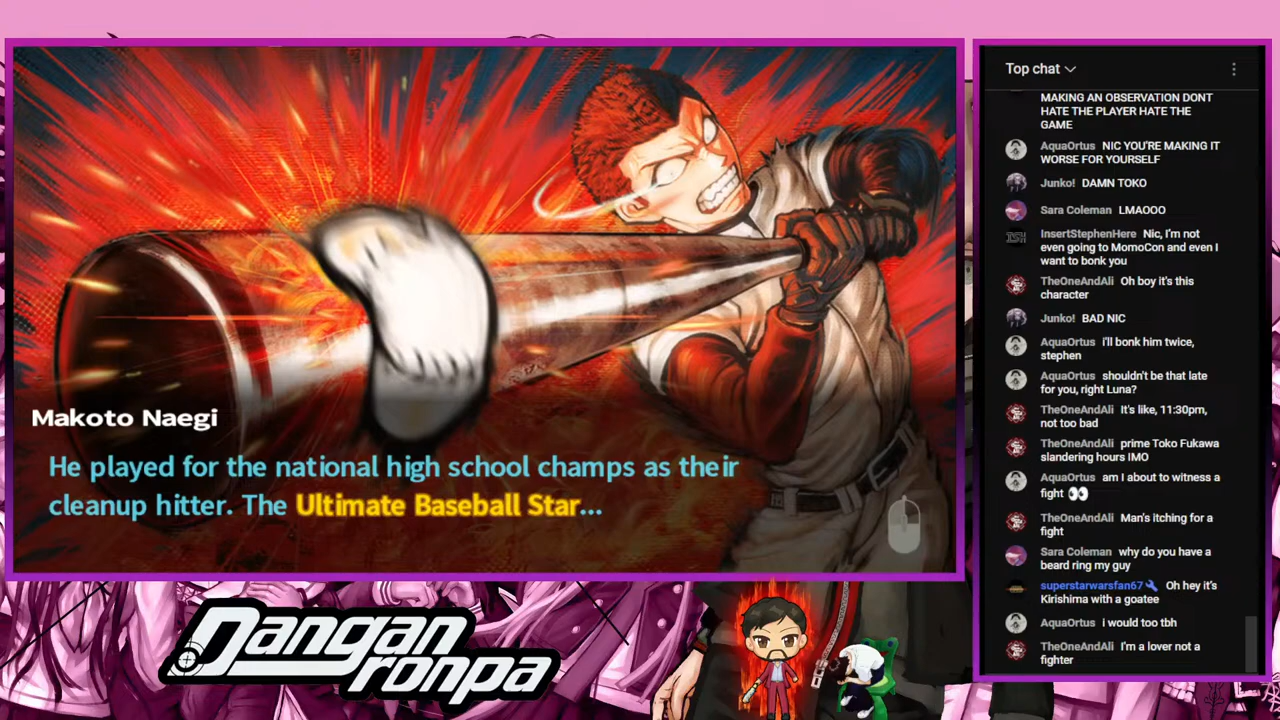 Makoto Naegi
He played for the national high school champs as their
cleanup hitter. The Ultimate Baseball Star...
Dangan
ronpa
Top chat
MAKING AN OBSERVATION DONT
HATE THE PLAYER HATE THE
GAME
AquaOrtus NIC YOU'RE MAKING IT
WORSE FOR YOURSELF
Junko! DAMN TOKO
Sara Coleman LMAOOO
ISH
InsertStephenHere Nic, I'm not
even going to MomoCon and even I
want to bonk you
TheOneAndAli Oh boy it's this
character
Junko! BAD NIC
AquaOrtus i'll bonk him twice,
stephen
AquaOrtus shouldn't be that late
for you, right Luna?
TheOneAndAli It's like, 11:30pm,
not too bad
TheOneAndAli prime Toko Fukawa
slandering hours IMO
AquaOrtus am I about to witness a
fight 👀
TheOneAndAli Man's itching for a
fight
Sara Coleman why do you have a
beard ring my guy
superstarwarsfan67 Oh hey it's
Kirishima with a goatee
AquaOrtus i would too tbh
TheOneAndAli I'm a lover not a
fighter